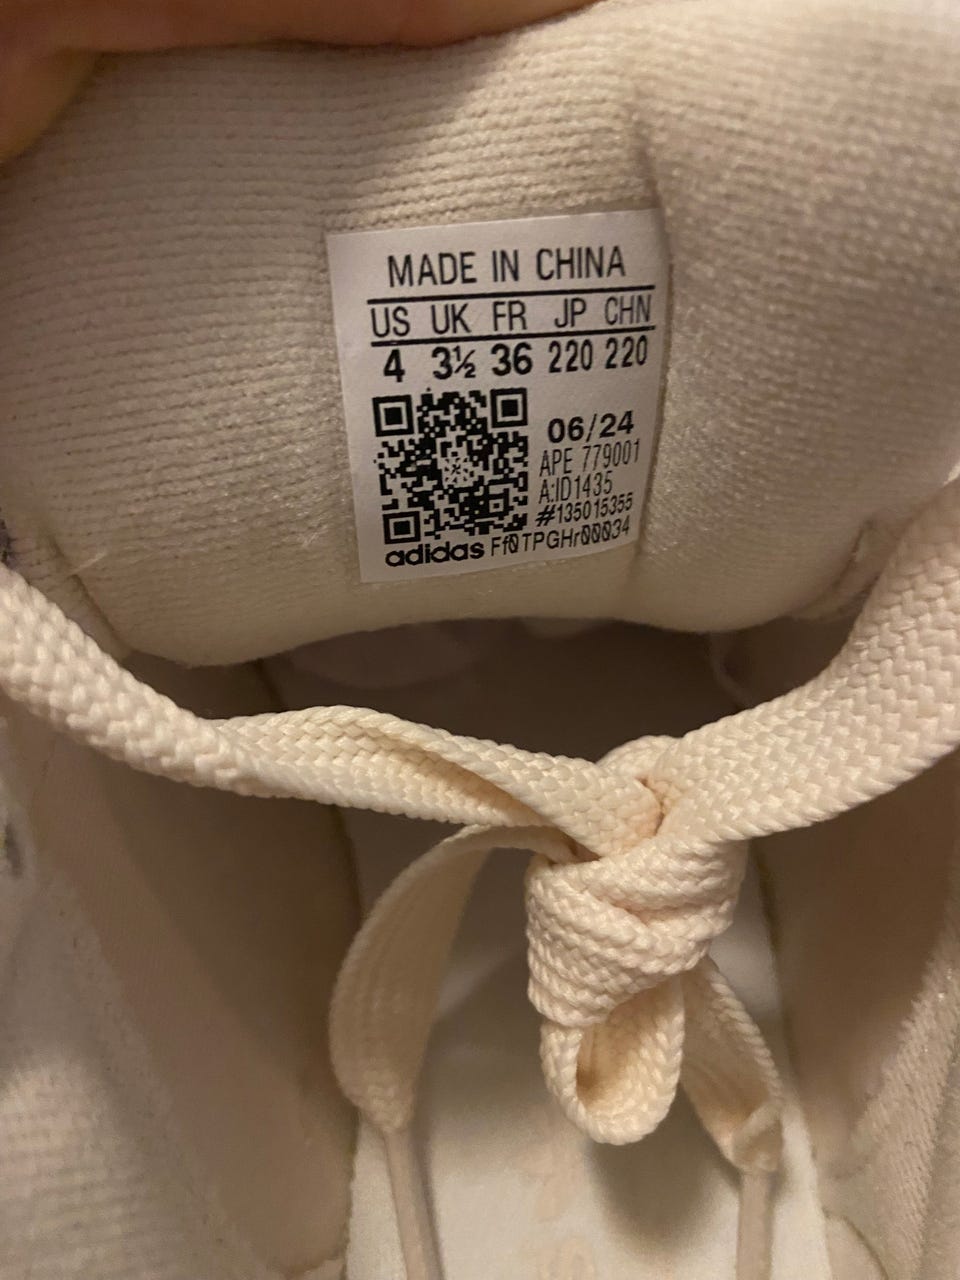 MADE IN CHINA
US UK FR JP CHN
4 3½ 36 220 220
06/24
APE 779001
A:ID1435
#135015355
adidas Ff0TPGHr00034